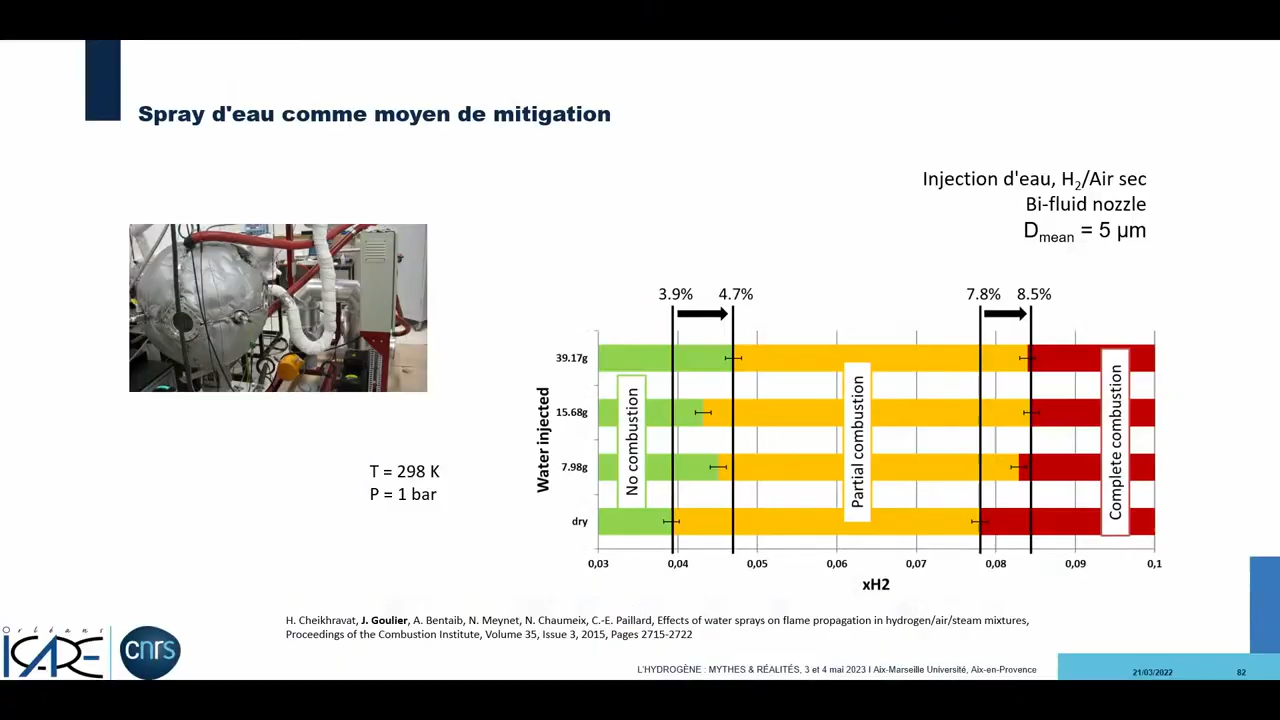 Spray d'eau comme moyen de mitigation
Injection d'eau, H2/Air sec
Bi-fluid nozzle
Dmean = 5 µm
T = 298 K
P = 1 bar
3.9%
4.7%
7.8%
8.5%
Water injected
39.17g
15.68g
7.98g
dry
No combustion
Partial combustion
Complete combustion
0,03
0,04
0,05
0,06
0,07
0,08
0,09
0,1
xH2
H. Cheikhravat, J. Goulier, A. Bentaib, N. Meynet, N. Chaumeix, C.-E. Paillard, Effects of water sprays on flame propagation in hydrogen/air/steam mixtures,
Proceedings of the Combustion Institute, Volume 35, Issue 3, 2015, Pages 2715-2722
Orléans
ICARE
cnrs
L'HYDROGÈNE : MYTHES & RÉALITÉS, 3 et 4 mai 2023 I Aix-Marseille Université, Aix-en-Provence
21/03/2022
82